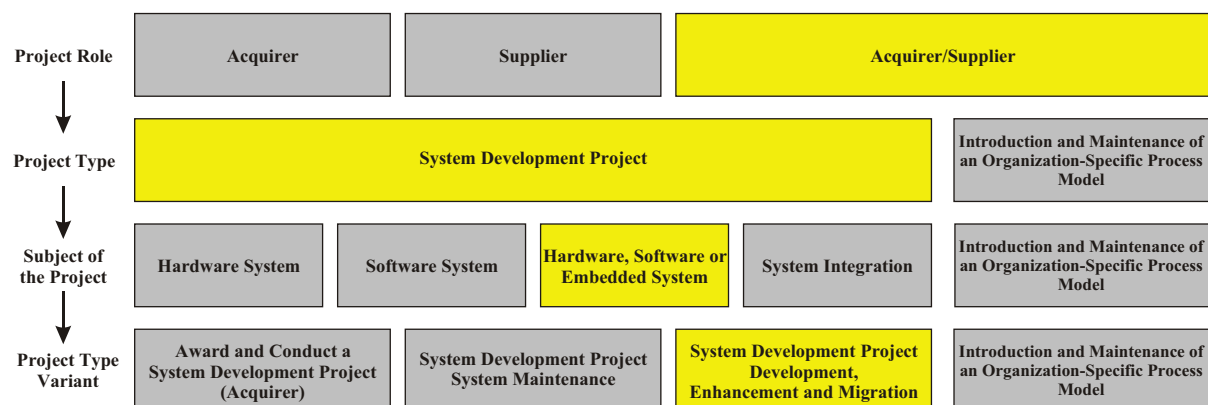 Project Role
Acquirer
Supplier
Acquirer/Supplier
Project Type
System Development Project
Introduction and Maintenance of
an Organization-Specific Process
Model
Subject of
the Project
Hardware System
Software System
Hardware, Software or
Embedded System
System Integration
Introduction and Maintenance of
an Organization-Specific Process
Model
Project Type
Variant
Award and Conduct a
System Development Project
(Acquirer)
System Development Project
System Maintenance
System Development Project
Development,
Enhancement and Migration
Introduction and Maintenance of
an Organization-Specific Process
Model